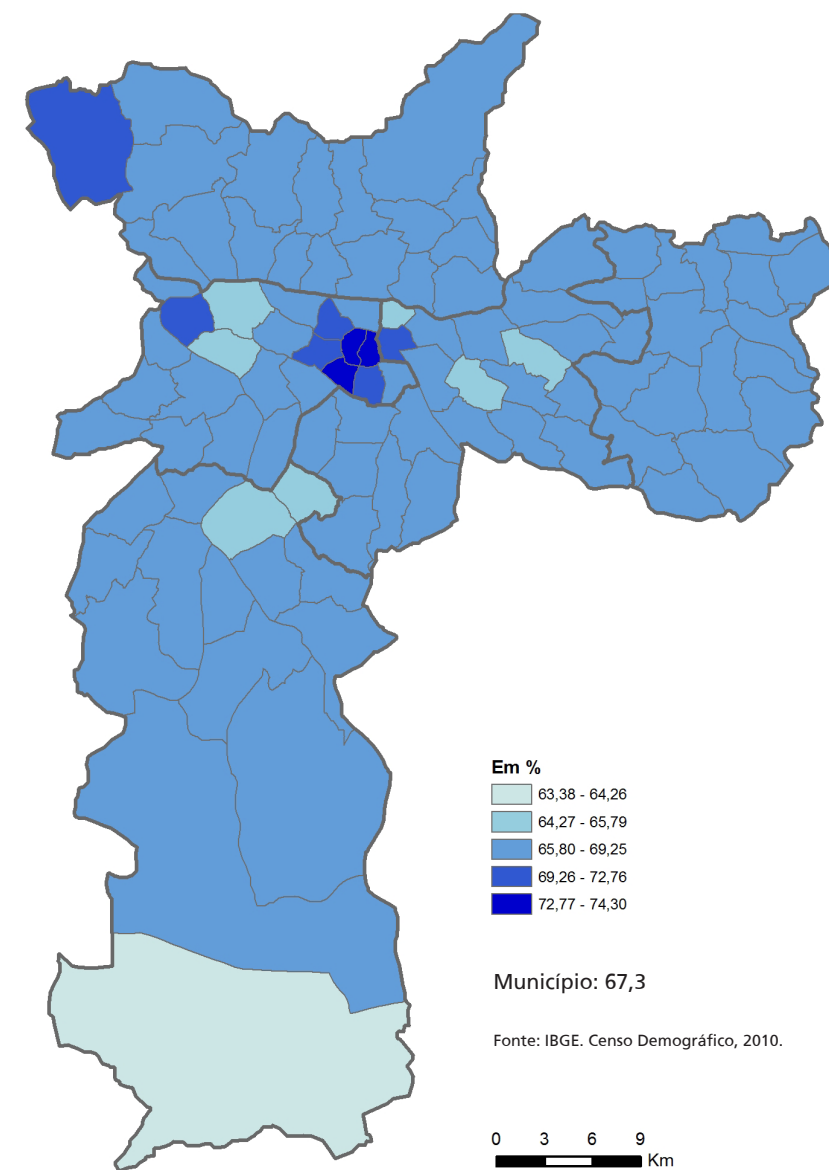 Em %
63,38 - 64,26
64,27 - 65,79
65,80 - 69,25
69,26 - 72,76
72,77 - 74,30
Município: 67,3
Fonte: IBGE. Censo Demográfico, 2010.
0 3 6 9
Km